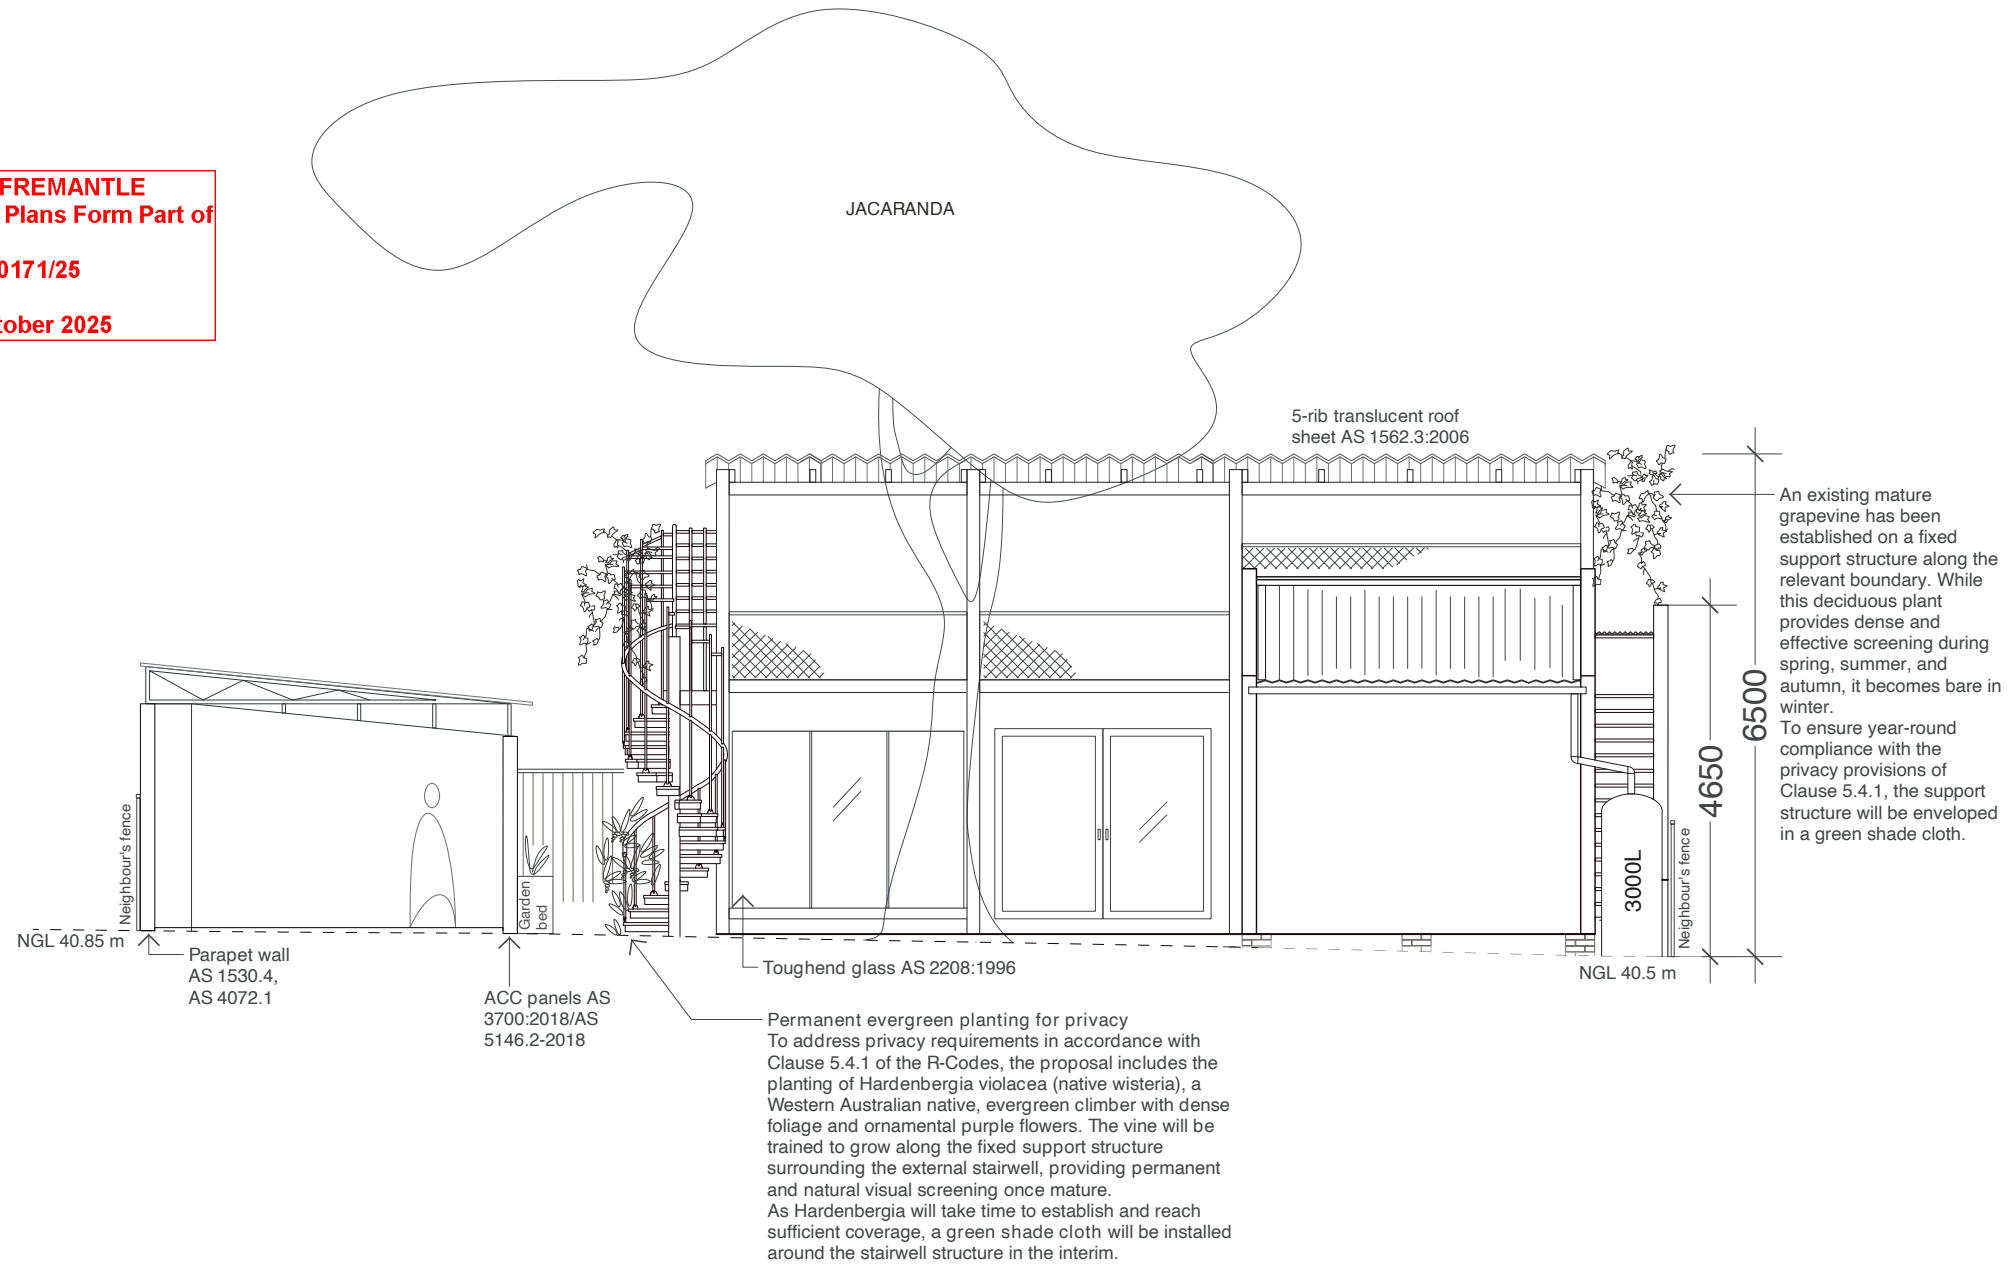 FREMANTLE
Plans Form Part of
0171/25
tober 2025
JACARANDA
5-rib translucent roof
sheet AS 1562.3:2006
An existing mature
grapevine has been
established on a fixed
support structure along the
relevant boundary. While
this deciduous plant
provides dense and
effective screening during
spring, summer, and
autumn, it becomes bare in
winter.
To ensure year-round
compliance with the
privacy provisions of
Clause 5.4.1, the support
structure will be enveloped
in a green shade cloth.
6500
4650
3000L
Neighbour's fence
NGL 40.5 m
Neighbour's fence
NGL 40.85 m
Garden
bed
Parapet wall
AS 1530.4,
AS 4072.1
ACC panels AS
3700:2018/AS
5146.2-2018
Toughend glass AS 2208:1996
Permanent evergreen planting for privacy
To address privacy requirements in accordance with
Clause 5.4.1 of the R-Codes, the proposal includes the
planting of Hardenbergia violacea (native wisteria), a
Western Australian native, evergreen climber with dense
foliage and ornamental purple flowers. The vine will be
trained to grow along the fixed support structure
surrounding the external stairwell, providing permanent
and natural visual screening once mature.
As Hardenbergia will take time to establish and reach
sufficient coverage, a green shade cloth will be installed
around the stairwell structure in the interim.